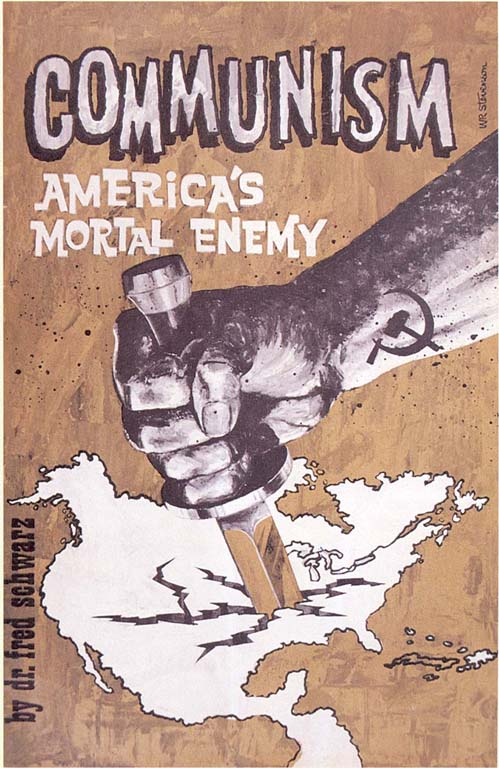 COMMUNISM
W.R. Stevenson
AMERICA'S
MORTAL ENEMY
by dr. fred schwarz